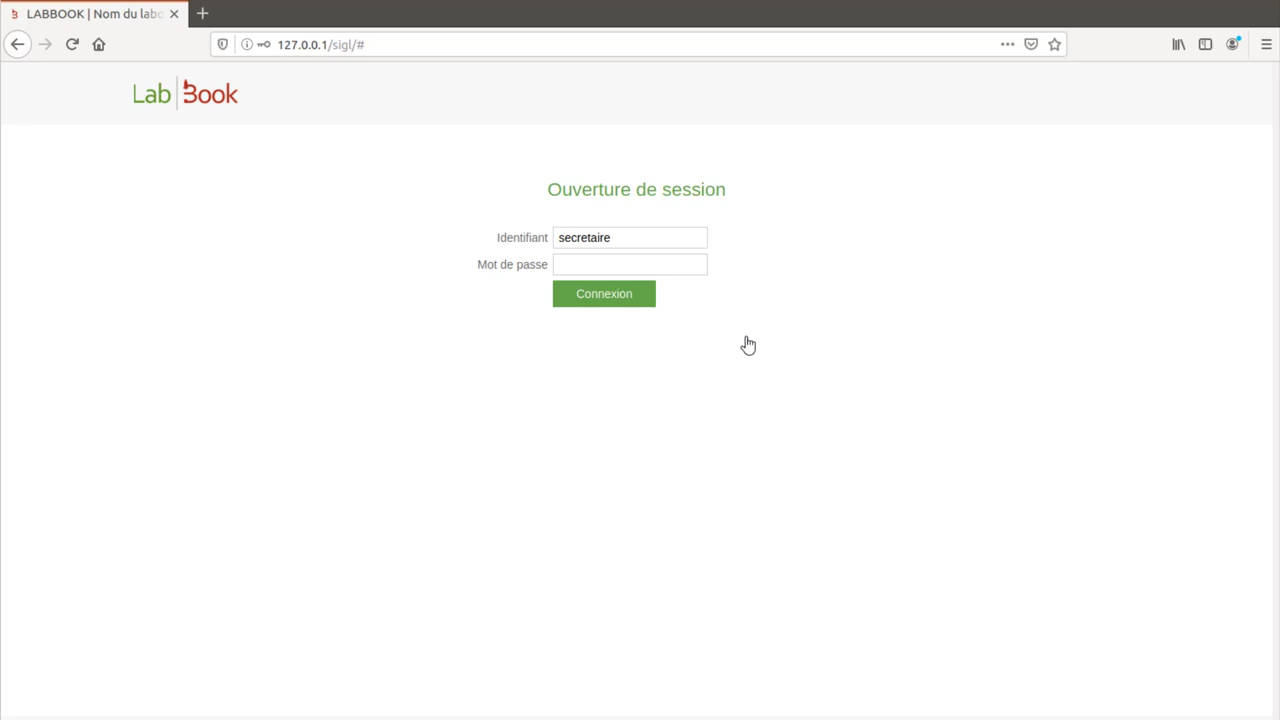 LABBOOK | Nom du labo
127.0.0.1/sigl/#
Lab Book
Ouverture de session
Identifiant secretaire
Mot de passe
Connexion